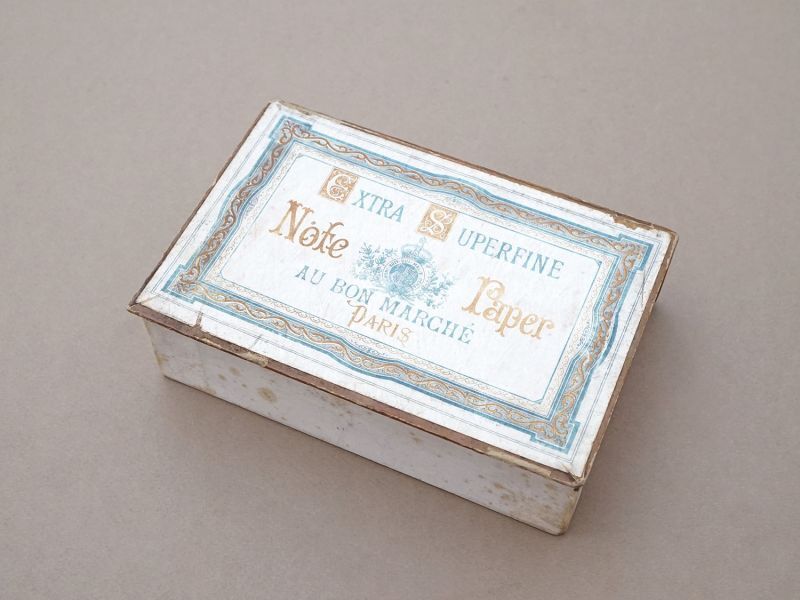 EXTRA SUPERFINE
Note Paper
AU BON MARCHÉ
PARIS